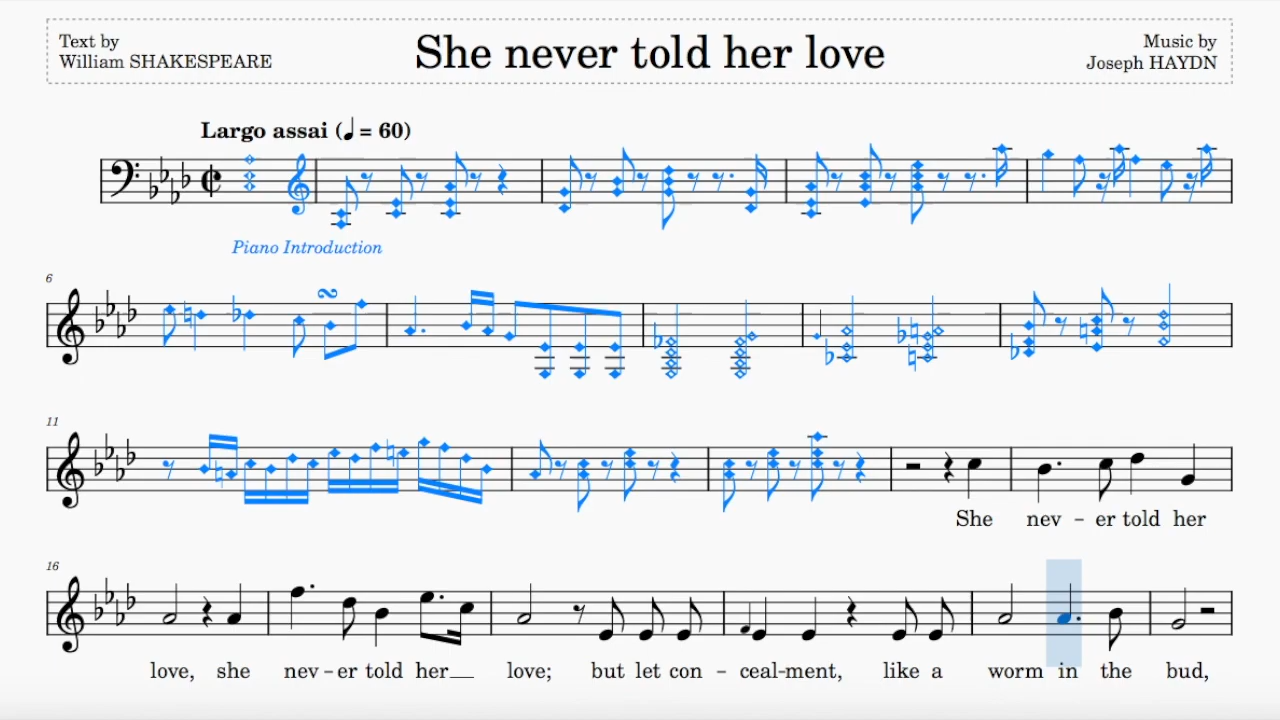 Text by
William SHAKESPEARE
She never told her love
Music by
Joseph HAYDN
Largo assai (♩ = 60)
Piano Introduction
6
11
She nev - er told her
16
love, she nev - er told her__ love; but let con - ceal-ment, like a worm in the bud,